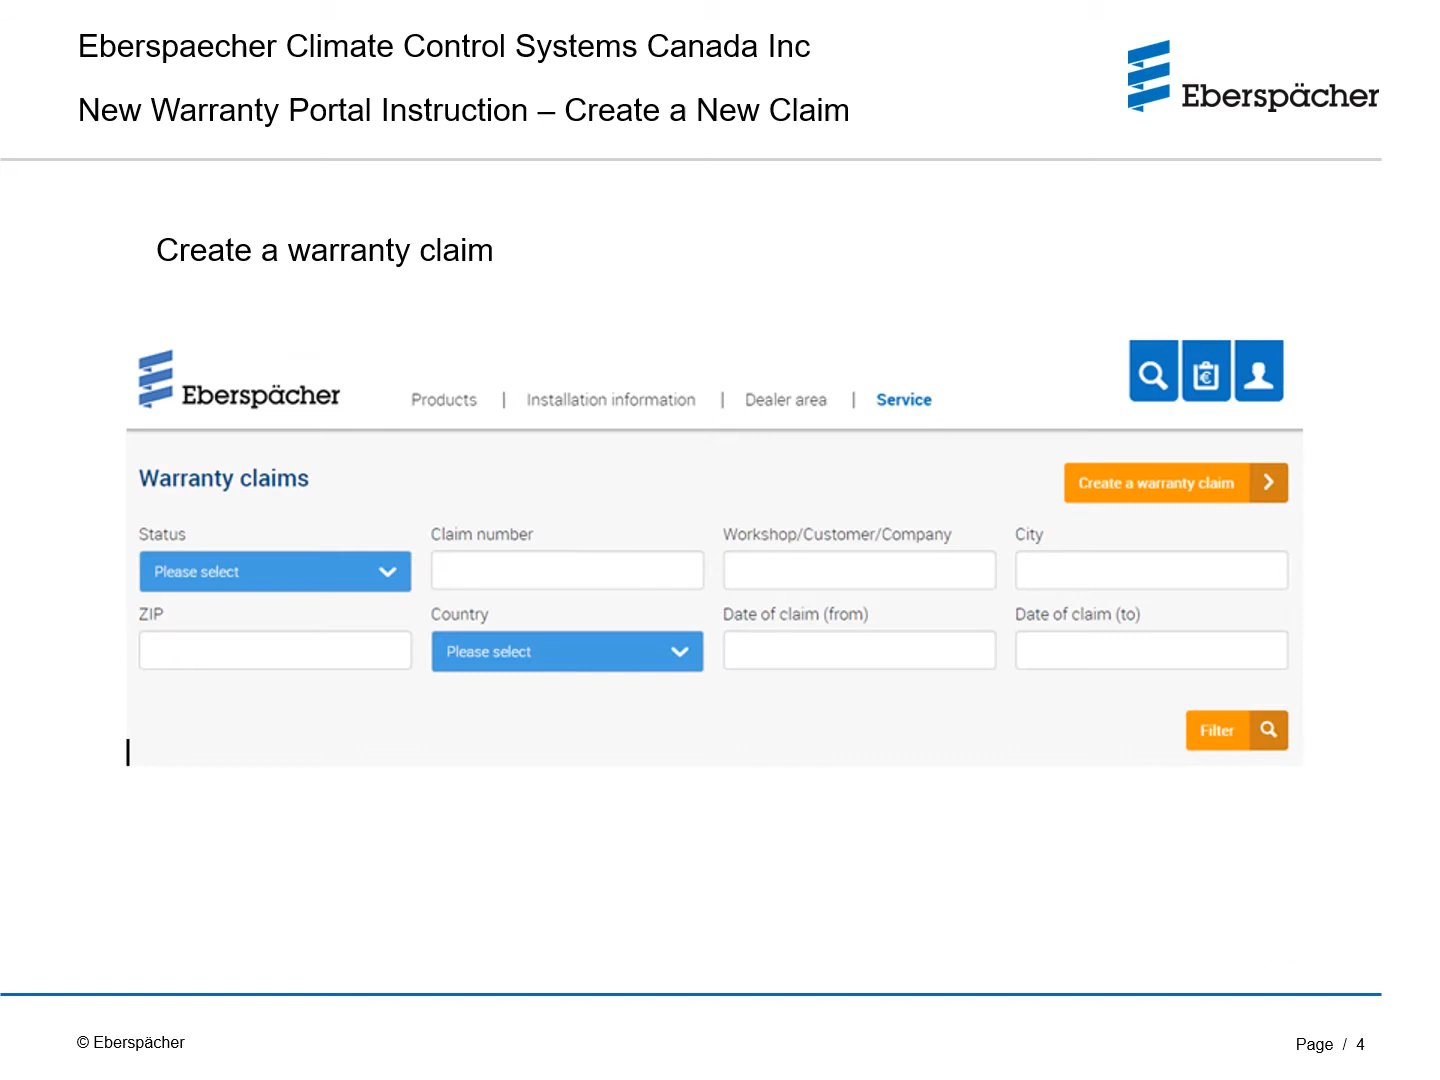 Eberspaecher Climate Control Systems Canada Inc
New Warranty Portal Instruction – Create a New Claim
Eberspächer
Create a warranty claim
Eberspächer
Products | Installation information | Dealer area | Service
Warranty claims
Create a warranty claim
Status
Claim number
Workshop/Customer/Company
City
Please select
ZIP
Country
Date of claim (from)
Date of claim (to)
Please select
Filter
© Eberspächer
Page / 4